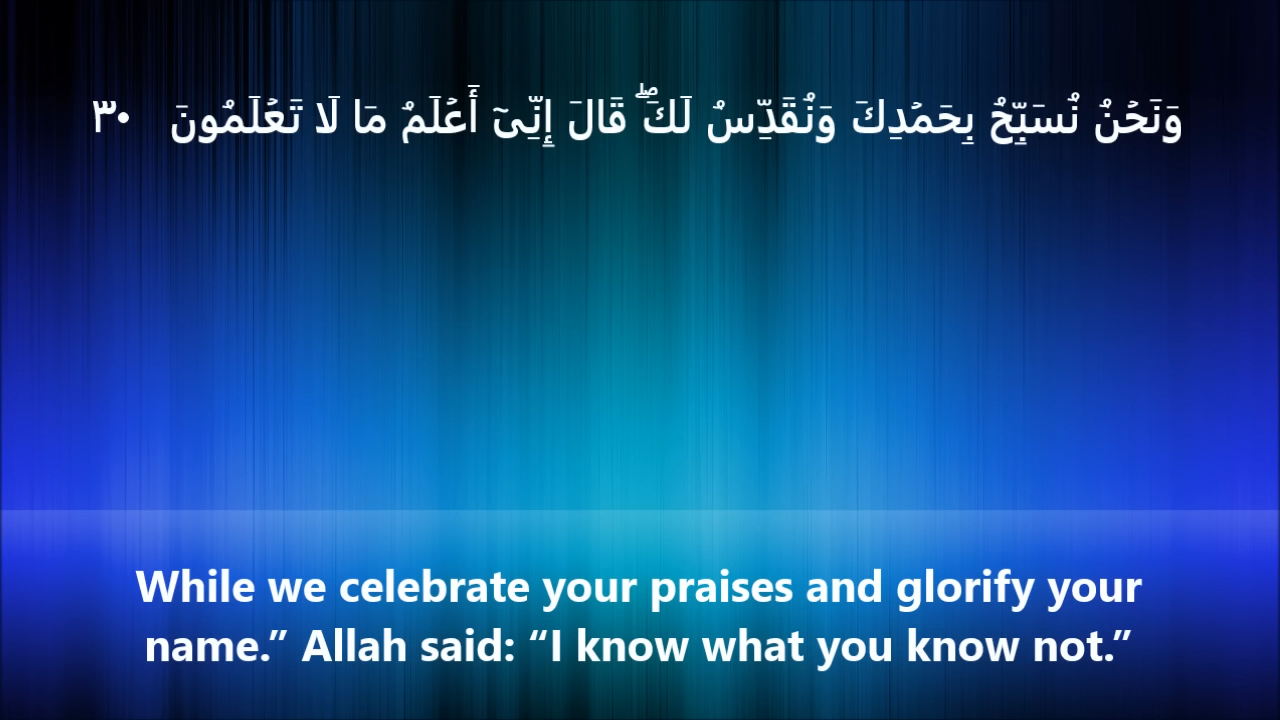 وَنَحۡنُ نُسَبِّحُ بِحَمۡدِكَ وَنُقَدِّسُ لَكَۖ قَالَ إِنِّىٓ أَعۡلَمُ مَا لَا تَعۡلَمُونَ ٣٠
While we celebrate your praises and glorify your
name.” Allah said: “I know what you know not.”